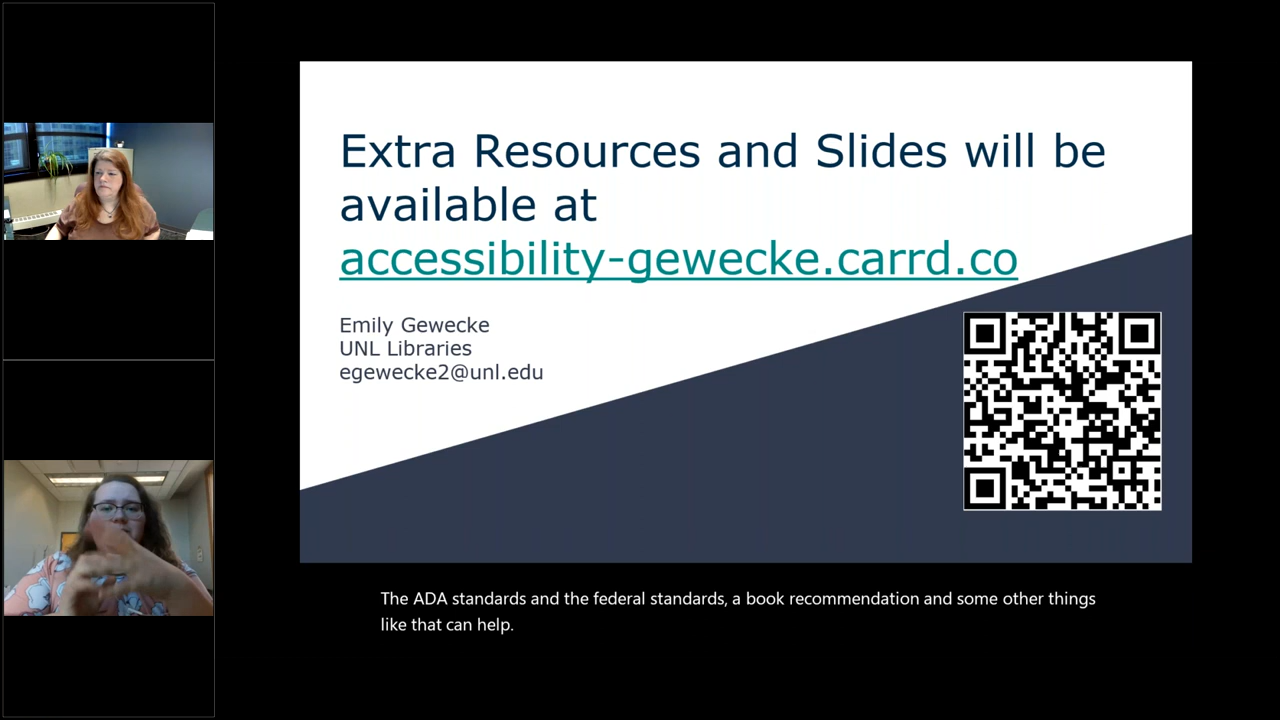 Extra Resources and Slides will be
available at
accessibility-gewecke.carrd.co
Emily Gewecke
UNL Libraries
egewecke2@unl.edu
The ADA standards and the federal standards, a book recommendation and some other things
like that can help.